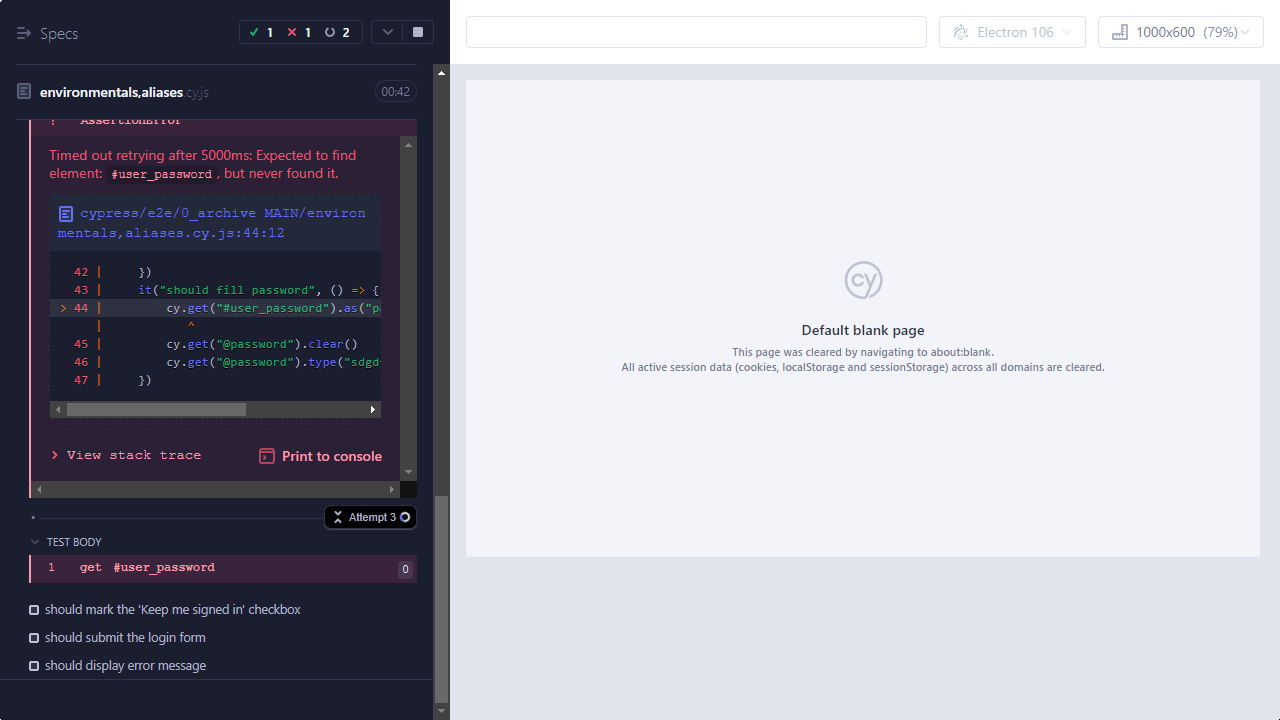 Specs
1 1 2
Electron 106
1000x600 (79%)
environmentals,aliases.cy.js
00:42
! AssertionError
Timed out retrying after 5000ms: Expected to find
element: #user_password, but never found it.
cypress/e2e/0_archive MAIN/environ
mentals,aliases.cy.js:44:12
42 | })
43 | it("should fill password", () => {
> 44 | cy.get("#user_password").as("pa
| ^
45 | cy.get("@password").clear()
46 | cy.get("@password").type("sdgd
47 | })
> View stack trace
Print to console
Attempt 3
TEST BODY
1 get #user_password 0
should mark the 'Keep me signed in' checkbox
should submit the login form
should display error message
cy
Default blank page
This page was cleared by navigating to about:blank.
All active session data (cookies, localStorage and sessionStorage) across all domains are cleared.